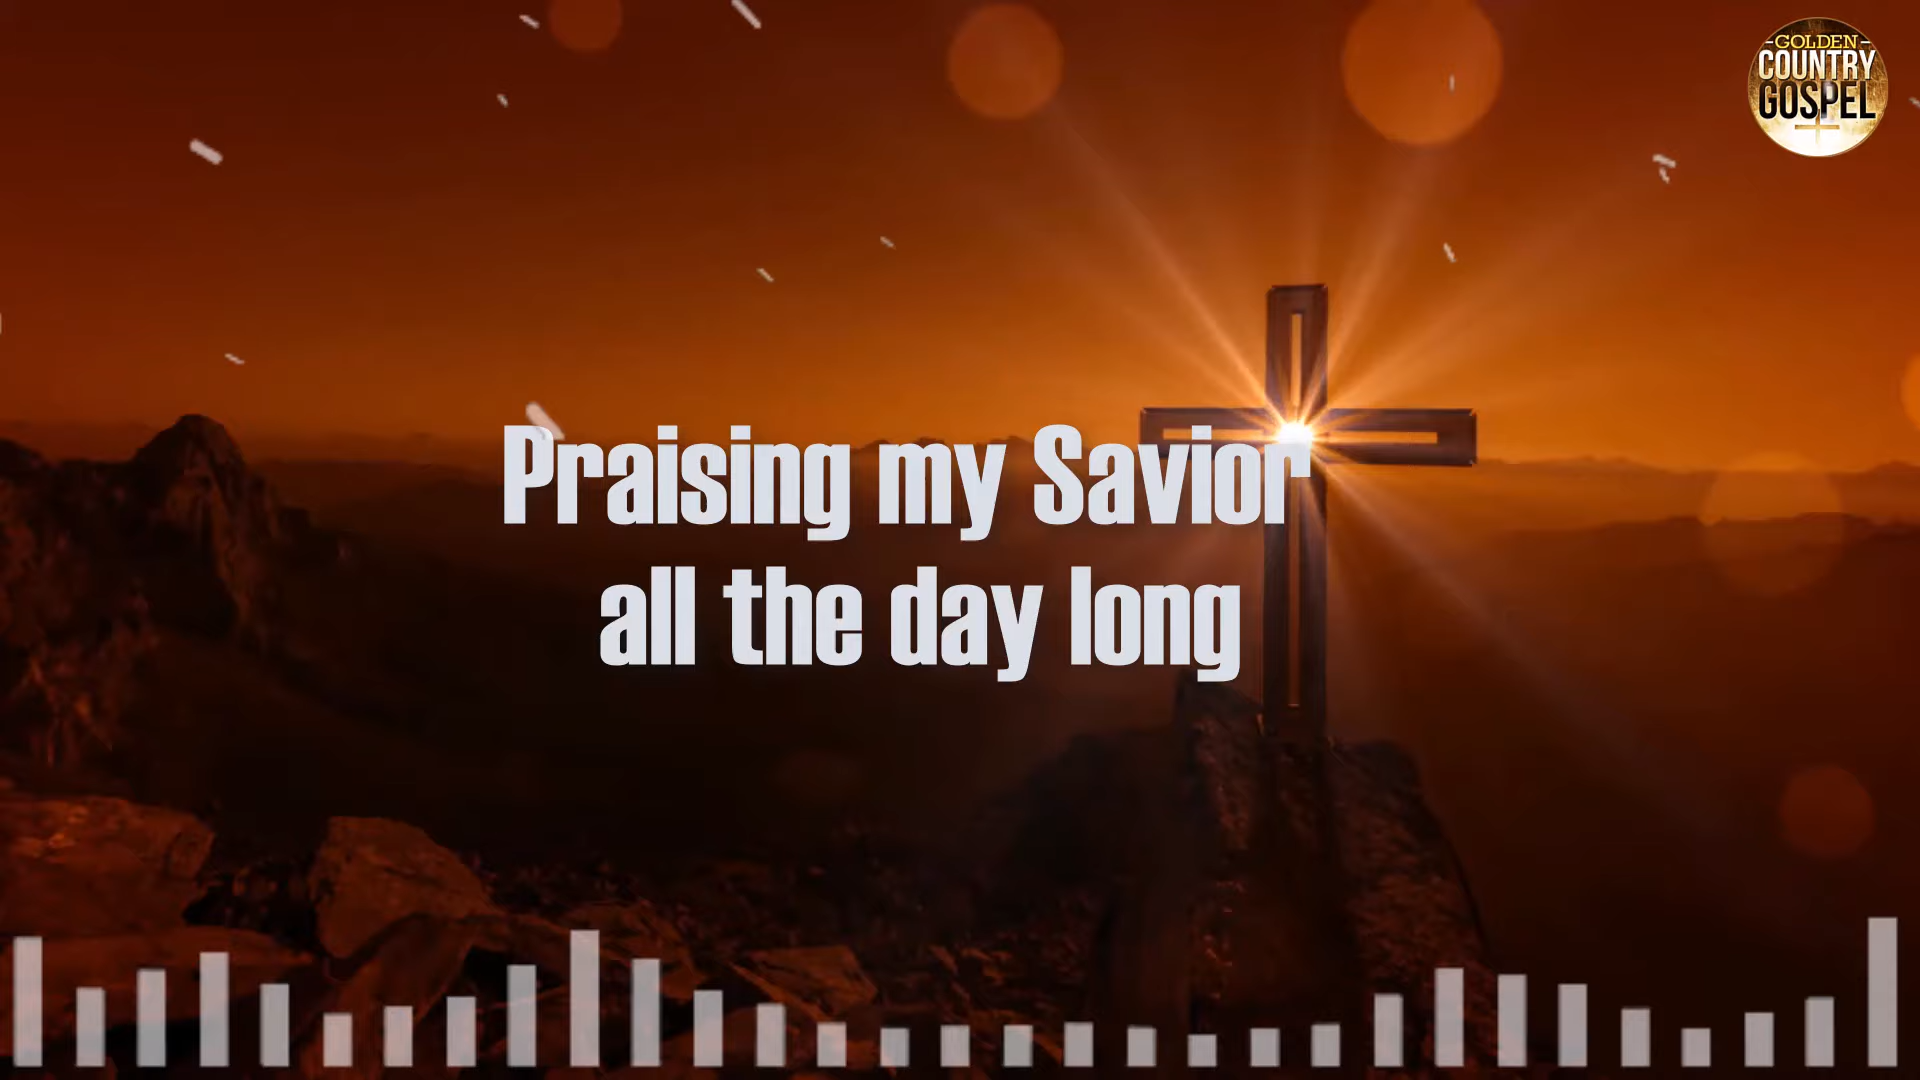 GOLDEN
COUNTRY
GOSPEL
Praising my Savior
all the day long